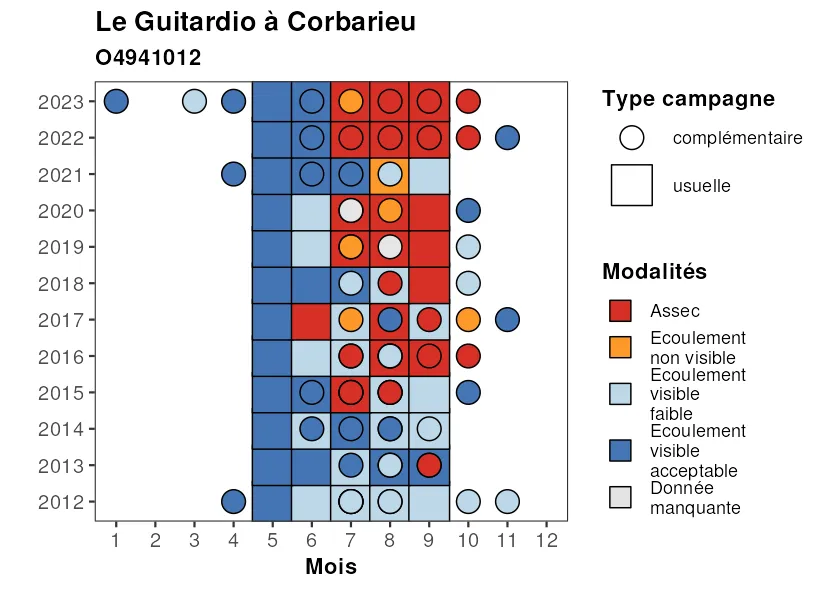 Le Guitardio à Corbarieu
O4941012
2023
2022
2021
2020
2019
2018
2017
2016
2015
2014
2013
2012
1 2 3 4 5 6 7 8 9 10 11 12
Mois
Type campagne
complémentaire
usuelle
Modalités
Assec
Ecoulement
non visible
Ecoulement
visible
faible
Ecoulement
visible
acceptable
Donnée
manquante